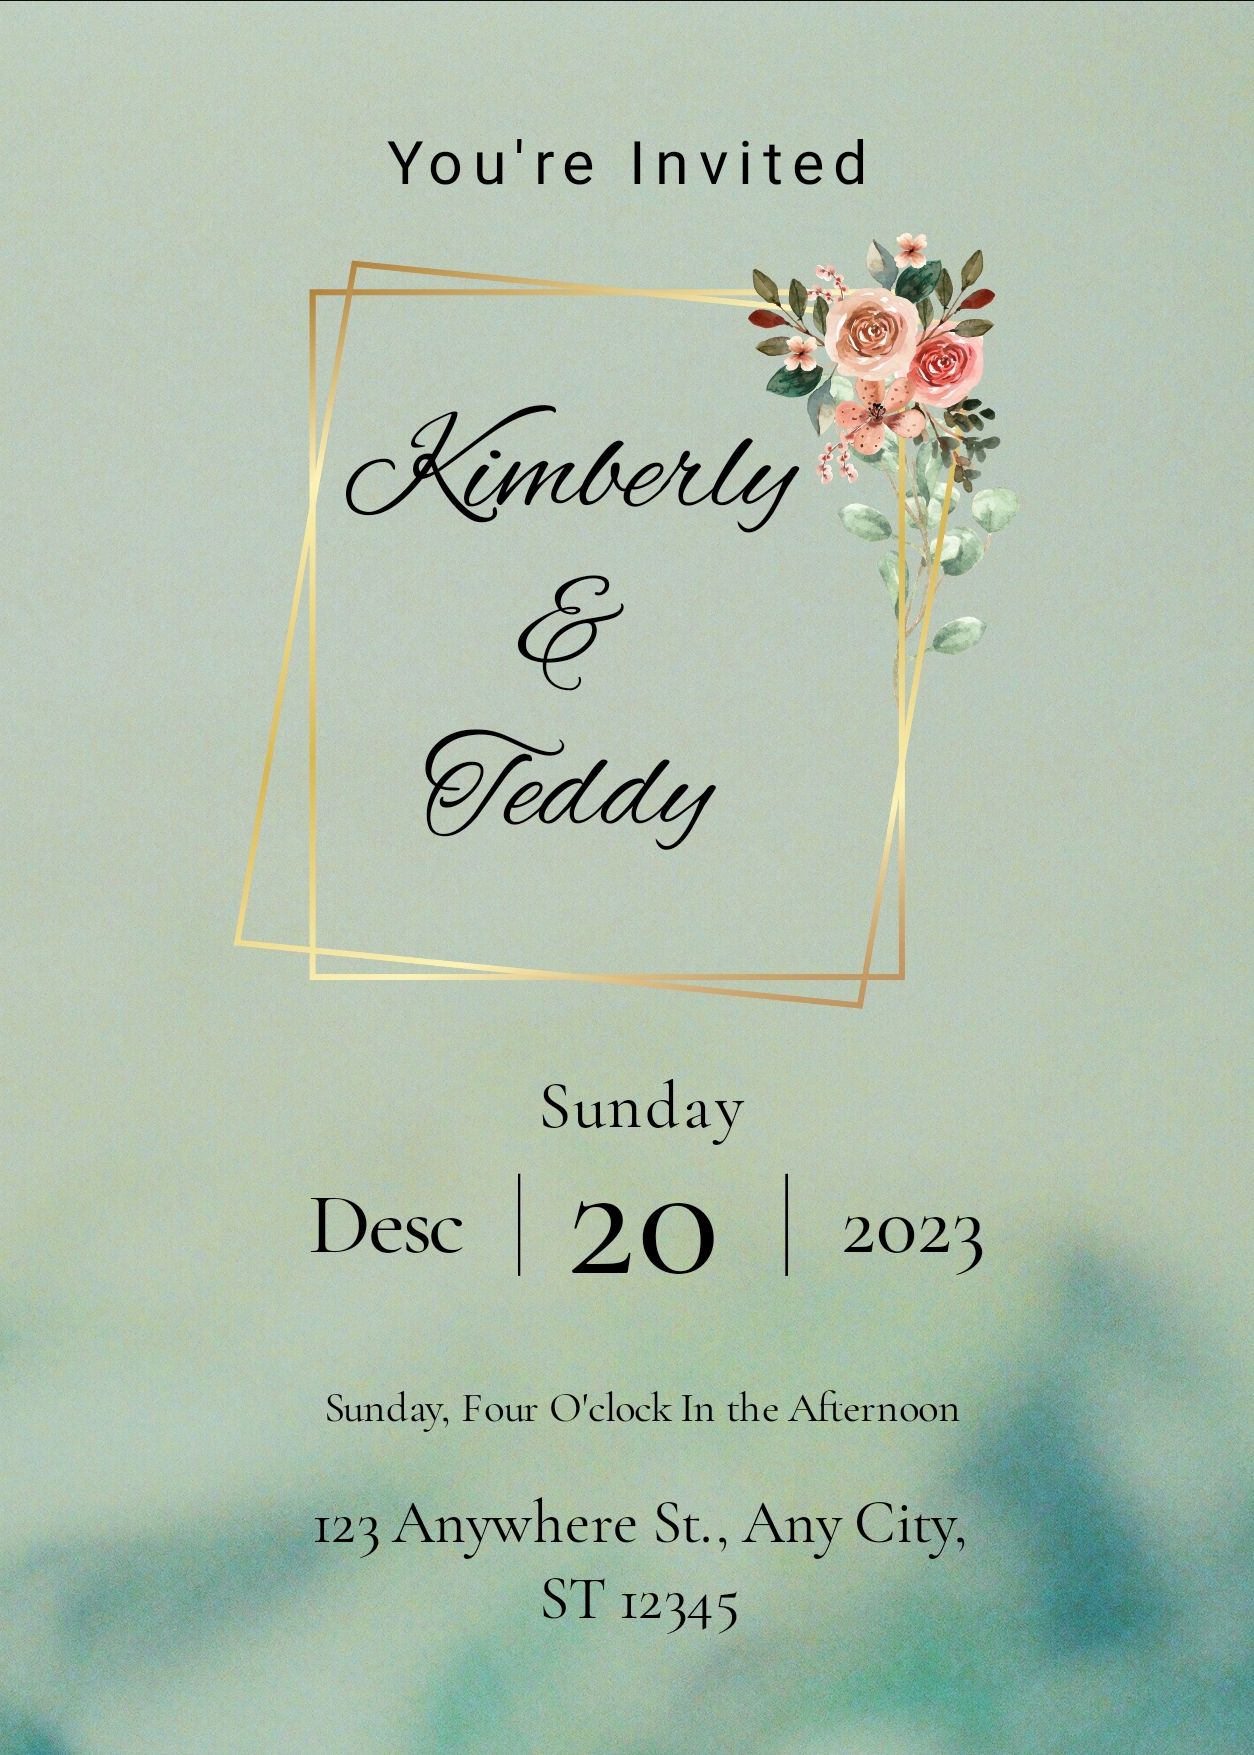 You're Invited
Kimberly
&
Teddy
Sunday
Desc 20 2023
Sunday, Four O'clock In the Afternoon
123 Anywhere St., Any City,
ST 12345